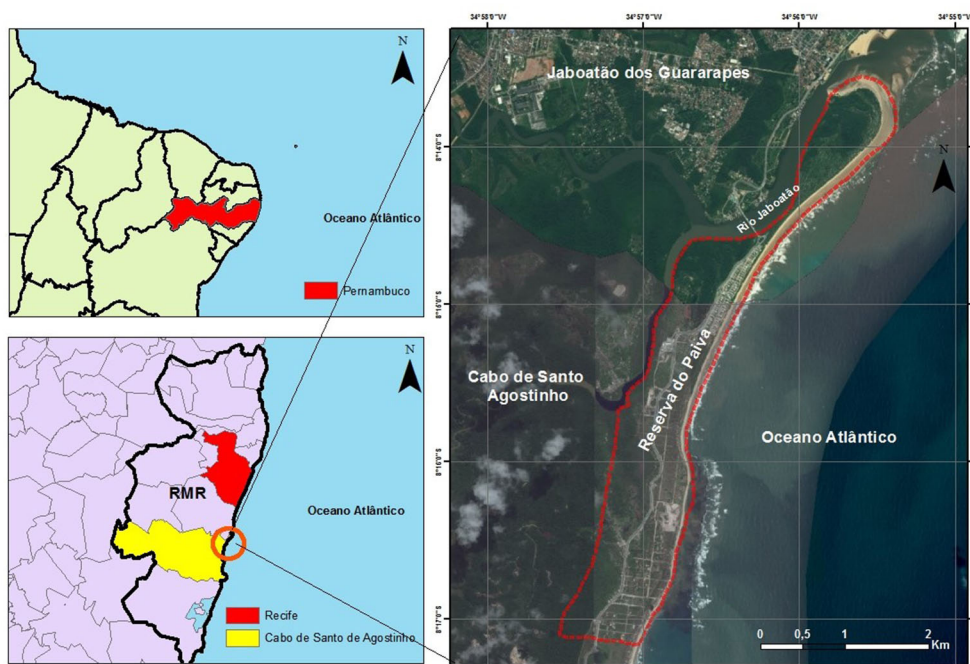 N
Oceano Atlântico
Pernambuco
N
RMR
Oceano Atlântico
Recife
Cabo de Santo de Agostinho
34°58'0"S
34°57'0"S
34°56'0"S
34°55'0"S
8°14'0"S
8°15'0"S
8°16'0"S
8°17'0"S
Jaboatão dos Guararapes
N
Rio Jaboatão
Reserva do Paiva
Cabo de Santo
Agostinho
Oceano Atlântico
0 0,5 1 2
Km